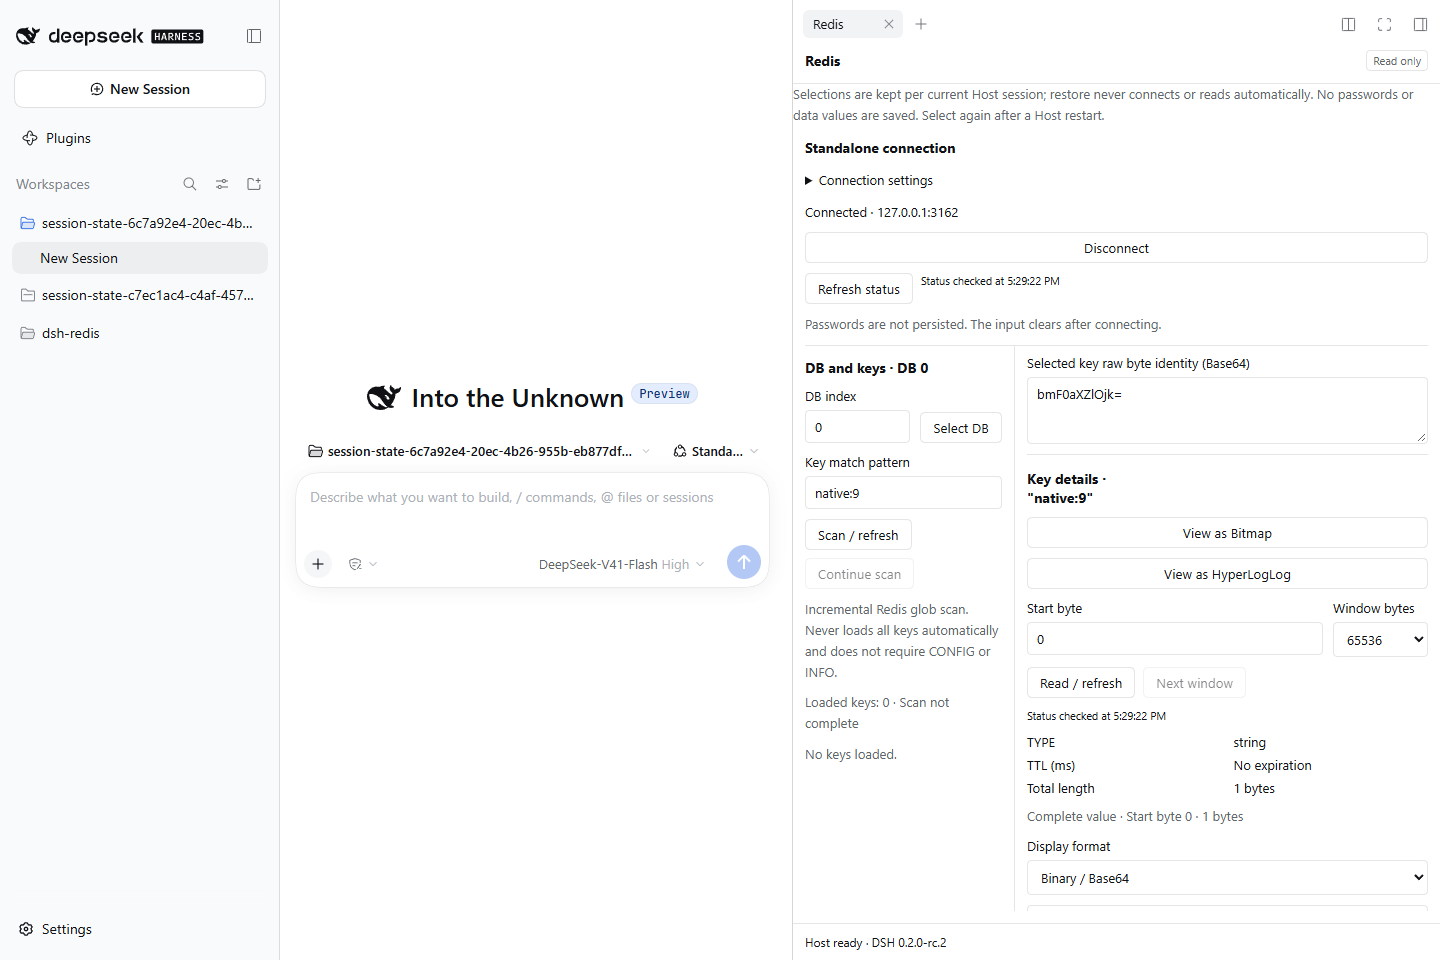 deepseek HARNESS
New Session
Plugins
Workspaces
session-state-6c7a92e4-20ec-4b...
New Session
session-state-c7ec1ac4-c4af-457...
dsh-redis
Settings
Into the Unknown Preview
session-state-6c7a92e4-20ec-4b26-955b-eb877df... Standa...
Describe what you want to build, / commands, @ files or sessions
DeepSeek-V41-Flash High
Redis
Redis
Read only
Selections are kept per current Host session; restore never connects or reads automatically. No passwords or
data values are saved. Select again after a Host restart.
Standalone connection
Connection settings
Connected · 127.0.0.1:3162
Disconnect
Refresh status Status checked at 5:29:22 PM
Passwords are not persisted. The input clears after connecting.
DB and keys · DB 0
DB index
0 Select DB
Key match pattern
native:9
Scan / refresh
Continue scan
Incremental Redis glob scan.
Never loads all keys automatically
and does not require CONFIG or
INFO.
Loaded keys: 0 · Scan not
complete
No keys loaded.
Selected key raw byte identity (Base64)
bmF0aXZlOjk=
Key details ·
"native:9"
View as Bitmap
View as HyperLogLog
Start byte Window bytes
0 65536
Read / refresh Next window
Status checked at 5:29:22 PM
TYPE string
TTL (ms) No expiration
Total length 1 bytes
Complete value · Start byte 0 · 1 bytes
Display format
Binary / Base64
Host ready · DSH 0.2.0-rc.2